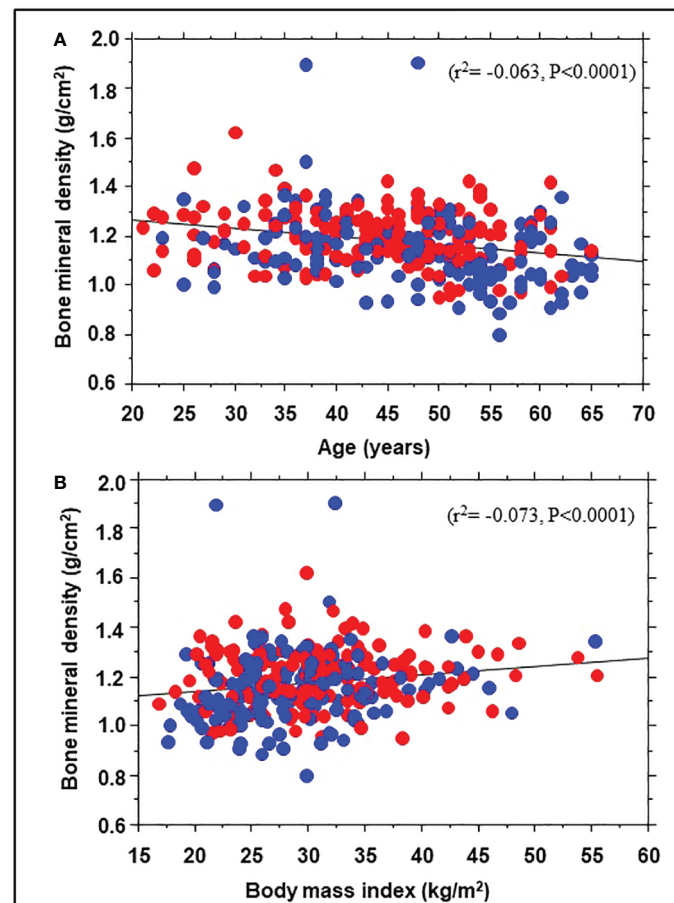 A
2.0
1.8
1.6
1.4
1.2
1.0
0.8
0.6
Bone mineral density (g/cm²)
(r²= -0.063, P<0.0001)
20 25 30 35 40 45 50 55 60 65 70
Age (years)
B
2.0
1.8
1.6
1.4
1.2
1.0
0.8
0.6
Bone mineral density (g/cm²)
(r²= -0.073, P<0.0001)
15 20 25 30 35 40 45 50 55 60
Body mass index (kg/m²)